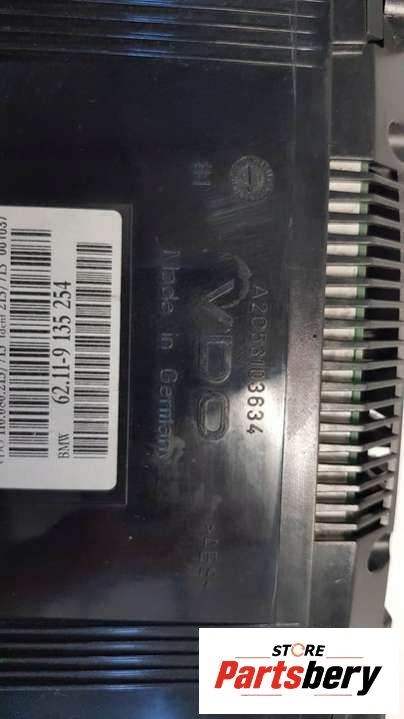 BMW
62.11-9 135 254
VDO
Made in Germany
A2C53103634
STORE
Partsbery